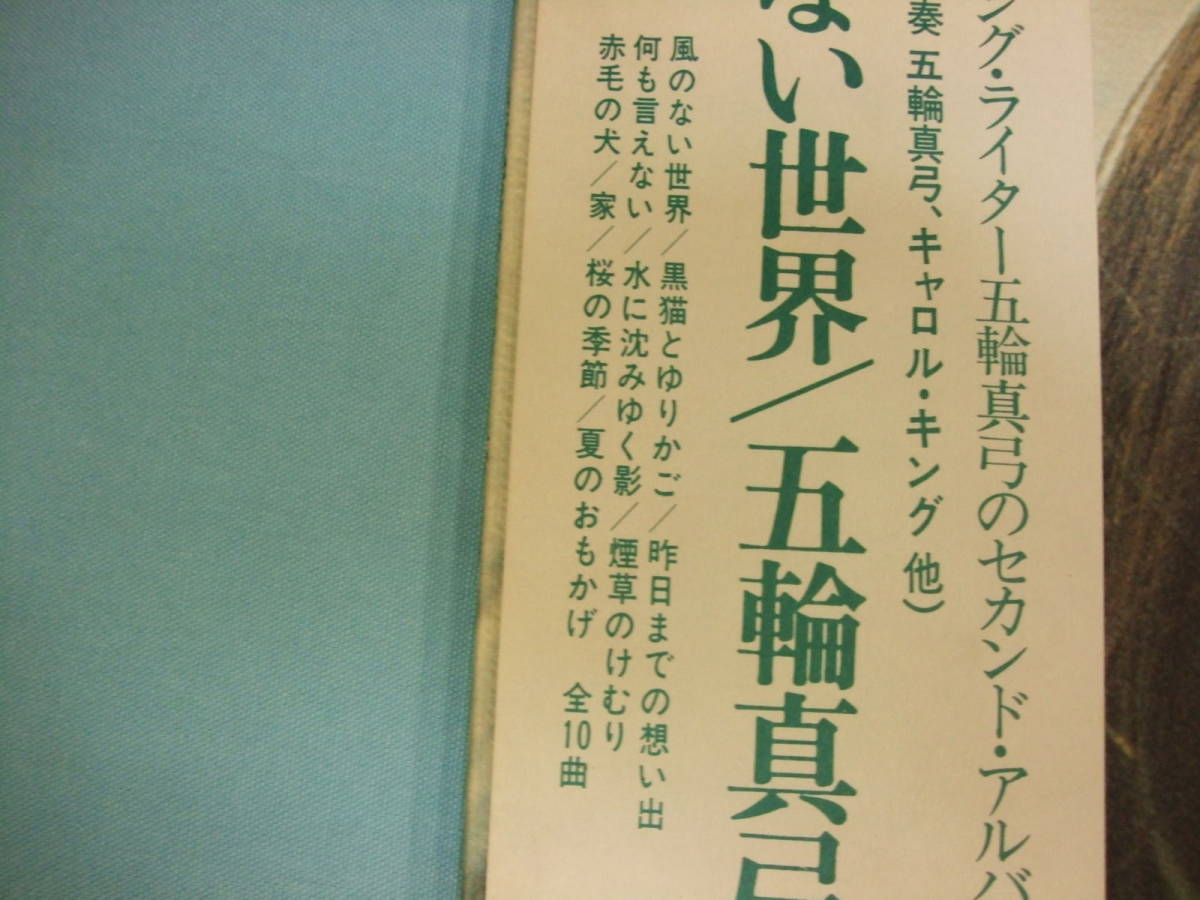 ング・ライター五輪真弓のセカンド・アルバ
奏 五輪真弓、キャロル・キング 他）
ない世界/五輪真弓
風のない世界/黒猫とゆりかご/昨日までの想い出
何も言えない/水に沈みゆく影/煙草のけむり
赤毛の犬/家/桜の季節/夏のおもかげ 全10曲